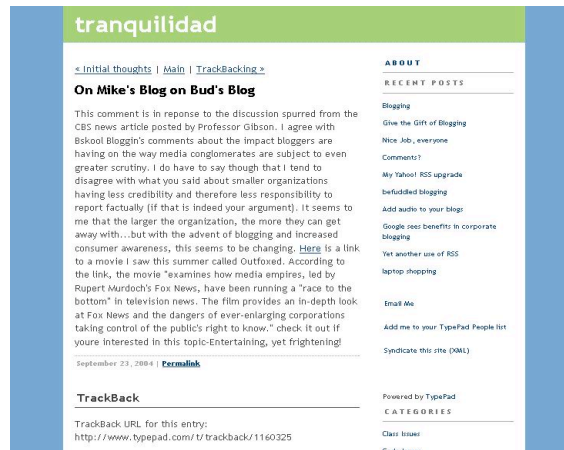 tranquilidad
« Initial thoughts | Main | TrackBacking »
On Mike's Blog on Bud's Blog
This comment is in reponse to the discussion spurred from the
CBS news article posted by Professor Gibson. I agree with
Bskool Bloggin's comments about the impact bloggers are
having on the way media conglomerates are subject to even
greater scrutiny. I do have to say though that I tend to
disagree with what you said about smaller organizations
having less credibility and therefore less responsibility to
report factually (if that is indeed your argument). It seems to
me that the larger the organization, the more they can get
away with...but with the advent of blogging and increased
consumer awareness, this seems to be changing. Here is a link
to a movie I saw this summer called Outfoxed. According to
the link, the movie "examines how media empires, led by
Rupert Murdoch's Fox News, have been running a "race to the
bottom" in television news. The film provides an in-depth look
at Fox News and the dangers of ever-enlarging corporations
taking control of the public's right to know." check it out if
youre interested in this topic-Entertaining, yet frightening!
September 23, 2004 | Permalink
TrackBack
TrackBack URL for this entry:
http://www.typepad.com/t/trackback/1160325
ABOUT
RECENT POSTS
Blogging
Give the Gift of Blogging
Nice Job, everyone
Comments?
My Yahoo! RSS upgrade
befuddled blogging
Add audio to your blogs
Google sees benefits in corporate
blogging
Yet another use of RSS
laptop shopping
Email Me
Add me to your TypePad People list
Syndicate this site (XML)
Powered by TypePad
CATEGORIES
Class Issues